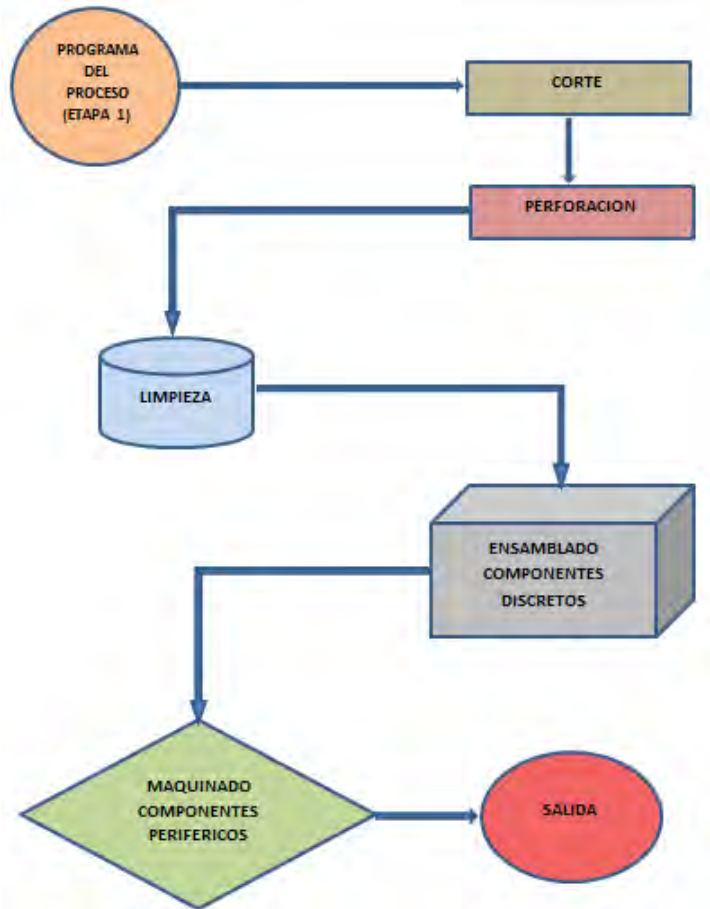 PROGRAMA
DEL
PROCESO
(ETAPA 1)
CORTE
PERFORACION
LIMPIEZA
ENSAMBLADO
COMPONENTES
DISCRETOS
MAQUINADO
COMPONENTES
PERIFERICOS
SALIDA